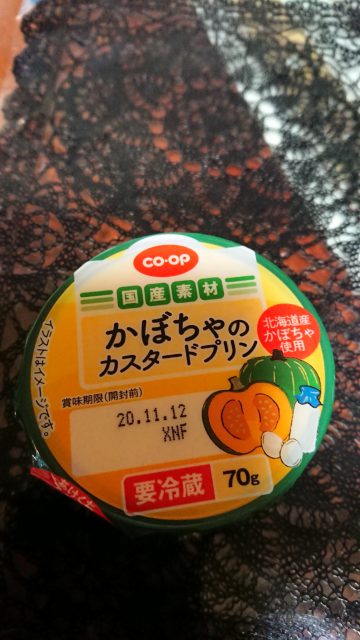 co·op
国産素材
かぼちゃの
カスタードプリン
北海道産
かぼちゃ
使用
イラストはイメージです。
賞味期限(開封前)
20.11.12
XNF
要冷蔵
70g